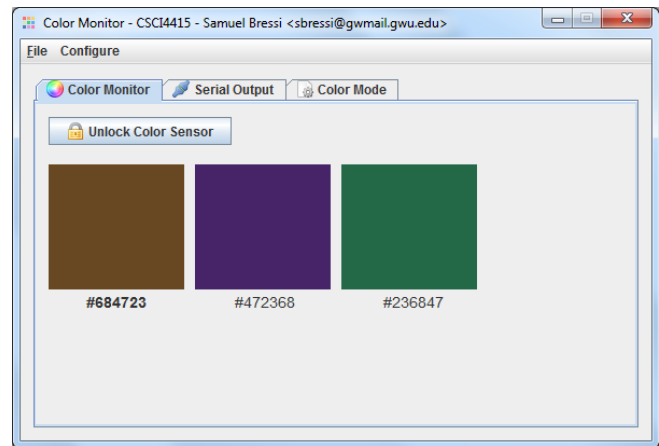 Color Monitor - CSCI4415 - Samuel Bressi <sbressi@gwmail.gwu.edu>
File Configure
Color Monitor Serial Output Color Mode
Unlock Color Sensor
#684723 #472368 #236847